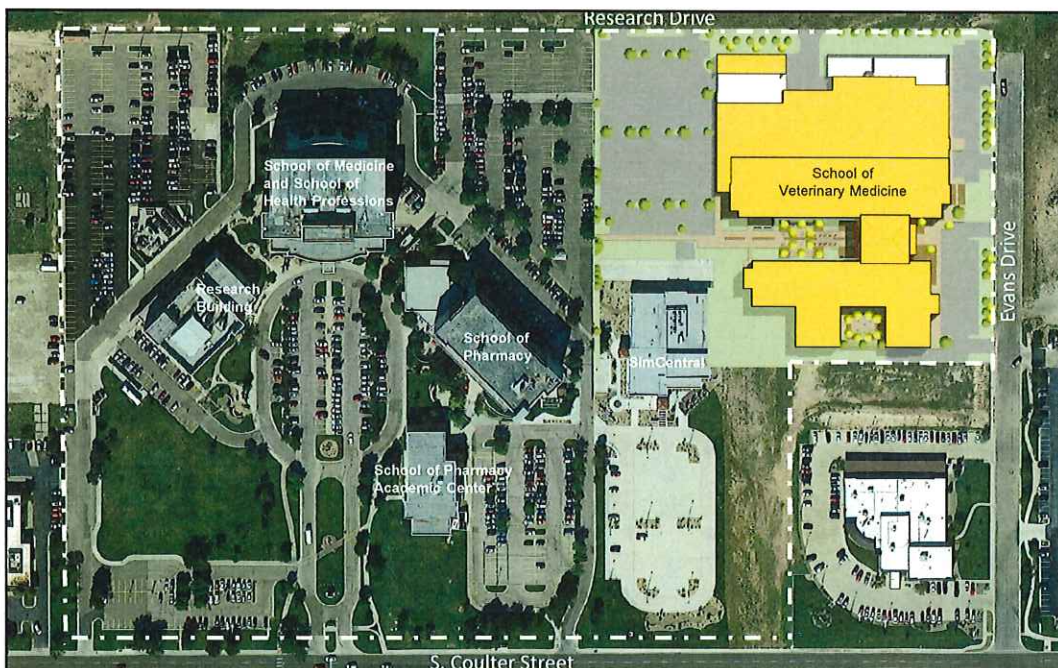 Research Drive
School of Medicine
and School of
Health Professions
School of
Veterinary Medicine
Evans Drive
Research
Building
School of
Pharmacy
SimCentral
School of Pharmacy
Academic Center
S. Coulter Street